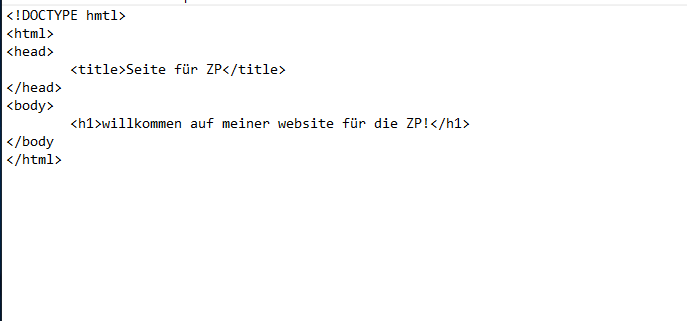 <!DOCTYPE hmtl>
<html>
<head>
<title>Seite für ZP</title>
</head>
<body>
<h1>willkommen auf meiner website für die ZP!</h1>
</body
</html>